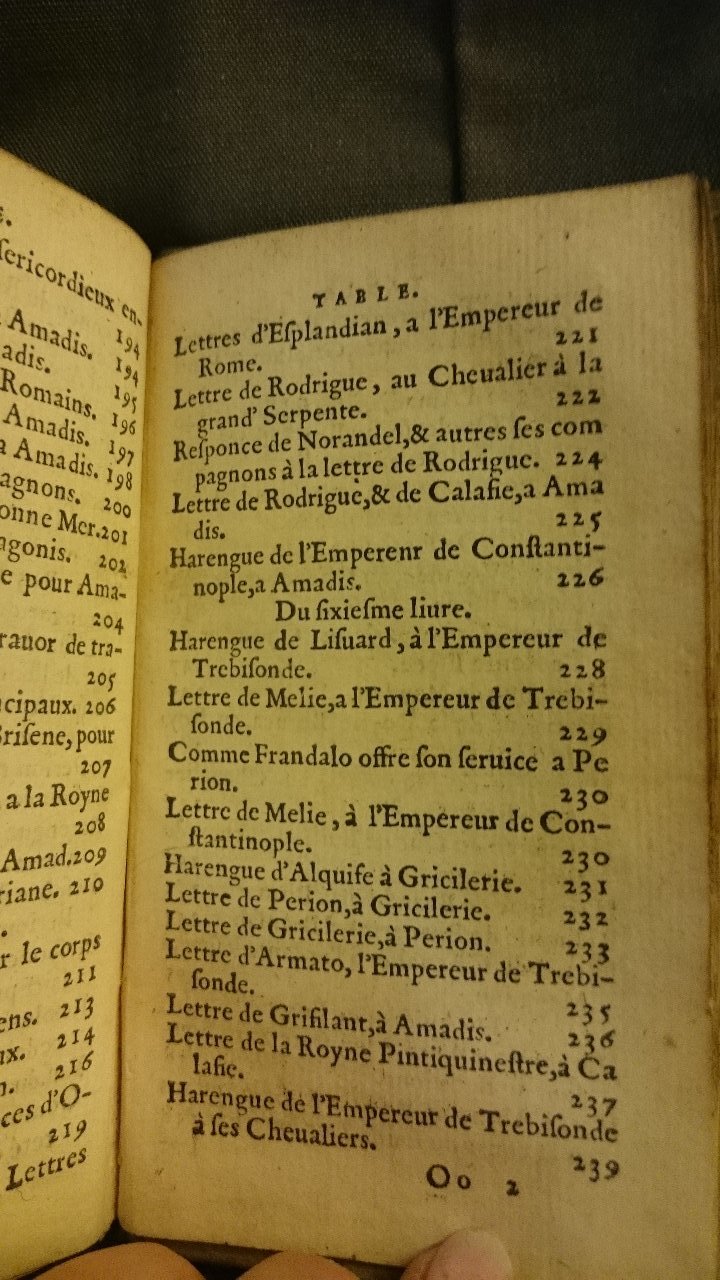 E.
ſericordieux en-
194
Amadis. 194
adis. 195
Romains. 196
Amadis. 197
a Amadis. 198
agnons. 200
onne Mer.201
agonis. 202
e pour Ama-
204
rauor de tra-
205
cipaux. 206
riſene, pour
207
a la Royne
208
Amad.209
riane. 210
r le corps
211
ens. 213
ux. 214
n. 216
ces d'O-
219
Lettres
TABLE.
Lettres d'Eſplandian, a l'Empereur de
Rome. 221
Lettre de Rodrigue, au Cheualier à la
grand' Serpente. 222
Reſponce de Norandel,& autres ſes com
pagnons à la lettre de Rodrigue. 224
Lettre de Rodrigue,& de Calaſie,a Ama
dis. 225
Harengue de l'Emperenr de Conſtanti-
nople,a Amadis. 226
Du ſixieſme liure.
Harengue de Liſuard, à l'Empereur de
Trebiſonde. 228
Lettre de Melie,a l'Empereur de Trebi-
ſonde. 229
Comme Frandalo offre ſon ſeruice a Pe
rion. 230
Lettre de Melie, à l'Empereur de Con-
ſtantinople. 230
Harengue d'Alquife à Gricilerie. 231
Lettre de Perion,à Gricilerie. 232
Lettre de Gricilerie,à Perion. 233
Lettre d'Armato, l'Empereur de Trebi-
ſonde. 235
Lettre de Griſilant,à Amadis. 236
Lettre de la Royne Pintiquineſtre,à Ca
laſie. 237
Harengue de l'Empereur de Trebiſonde
à ſes Cheualiers. 239
Oo 2